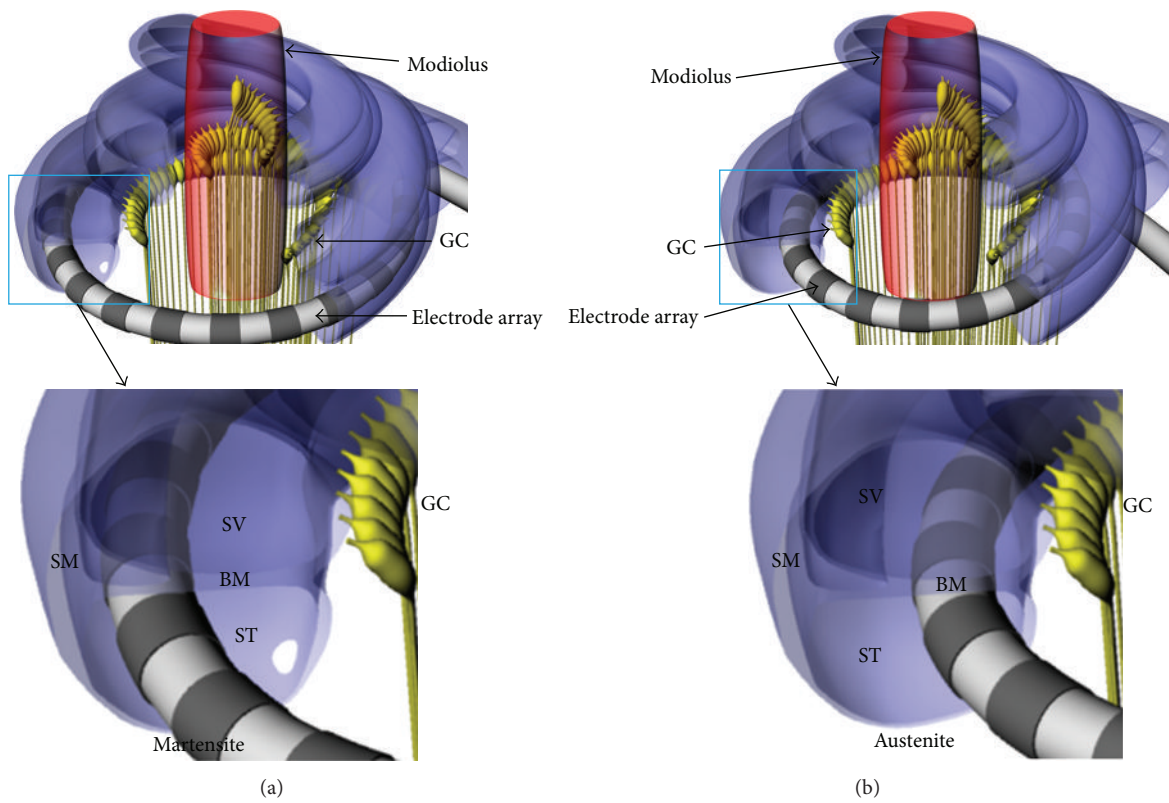 Modiolus
GC
Electrode array
SV
GC
SM
BM
ST
Martensite
(a)
Modiolus
GC
Electrode array
SV
GC
SM
BM
ST
Austenite
(b)